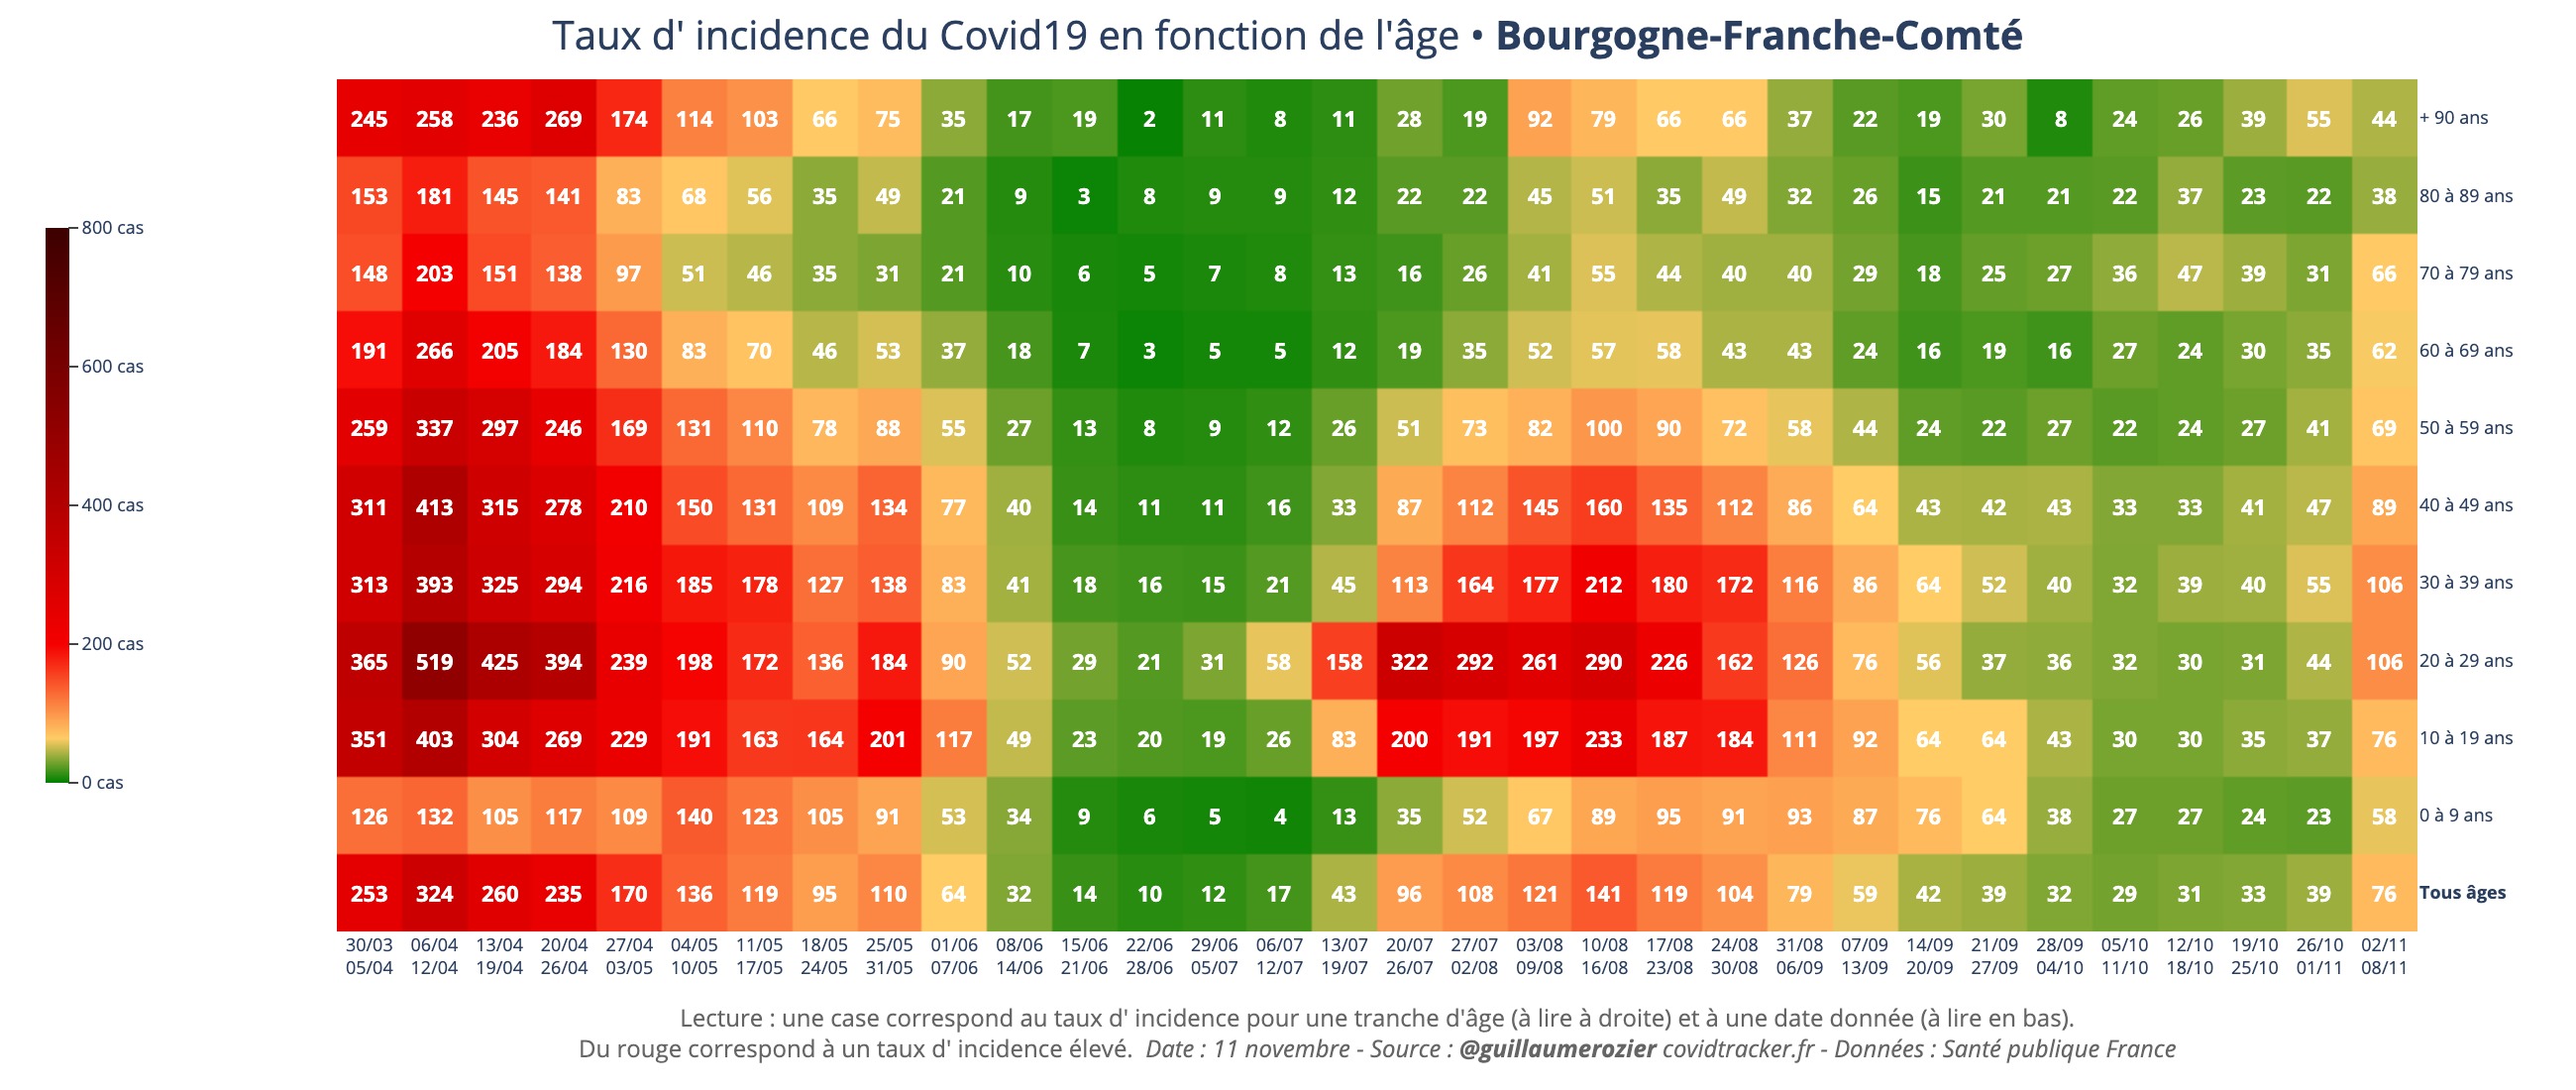 Taux d' incidence du Covid19 en fonction de l'âge • Bourgogne-Franche-Comté
800 cas
600 cas
400 cas
200 cas
0 cas
245 258 236 269 174 114 103 66 75 35 17 19 2 11 8 11 28 19 92 79 66 66 37 22 19 30 8 24 26 39 55 44 + 90 ans
153 181 145 141 83 68 56 35 49 21 9 3 8 9 9 12 22 22 45 51 35 49 32 26 15 21 21 22 37 23 22 38 80 à 89 ans
148 203 151 138 97 51 46 35 31 21 10 6 5 7 8 13 16 26 41 55 44 40 40 29 18 25 27 36 47 39 31 66 70 à 79 ans
191 266 205 184 130 83 70 46 53 37 18 7 3 5 5 12 19 35 52 57 58 43 43 24 16 19 16 27 24 30 35 62 60 à 69 ans
259 337 297 246 169 131 110 78 88 55 27 13 8 9 12 26 51 73 82 100 90 72 58 44 24 22 27 22 24 27 41 69 50 à 59 ans
311 413 315 278 210 150 131 109 134 77 40 14 11 11 16 33 87 112 145 160 135 112 86 64 43 42 43 33 33 41 47 89 40 à 49 ans
313 393 325 294 216 185 178 127 138 83 41 18 16 15 21 45 113 164 177 212 180 172 116 86 64 52 40 32 39 40 55 106 30 à 39 ans
365 519 425 394 239 198 172 136 184 90 52 29 21 31 58 158 322 292 261 290 226 162 126 76 56 37 36 32 30 31 44 106 20 à 29 ans
351 403 304 269 229 191 163 164 201 117 49 23 20 19 26 83 200 191 197 233 187 184 111 92 64 64 43 30 30 35 37 76 10 à 19 ans
126 132 105 117 109 140 123 105 91 53 34 9 6 5 4 13 35 52 67 89 95 91 93 87 76 64 38 27 27 24 23 58 0 à 9 ans
253 324 260 235 170 136 119 95 110 64 32 14 10 12 17 43 96 108 121 141 119 104 79 59 42 39 32 29 31 33 39 76 Tous âges
30/03 06/04 13/04 20/04 27/04 04/05 11/05 18/05 25/05 01/06 08/06 15/06 22/06 29/06 06/07 13/07 20/07 27/07 03/08 10/08 17/08 24/08 31/08 07/09 14/09 21/09 28/09 05/10 12/10 19/10 26/10 02/11
05/04 12/04 19/04 26/04 03/05 10/05 17/05 24/05 31/05 07/06 14/06 21/06 28/06 05/07 12/07 19/07 26/07 02/08 09/08 16/08 23/08 30/08 06/09 13/09 20/09 27/09 04/10 11/10 18/10 25/10 01/11 08/11
Lecture : une case correspond au taux d' incidence pour une tranche d'âge (à lire à droite) et à une date donnée (à lire en bas).
Du rouge correspond à un taux d' incidence élevé. Date : 11 novembre - Source : @guillaumerozier covidtracker.fr - Données : Santé publique France